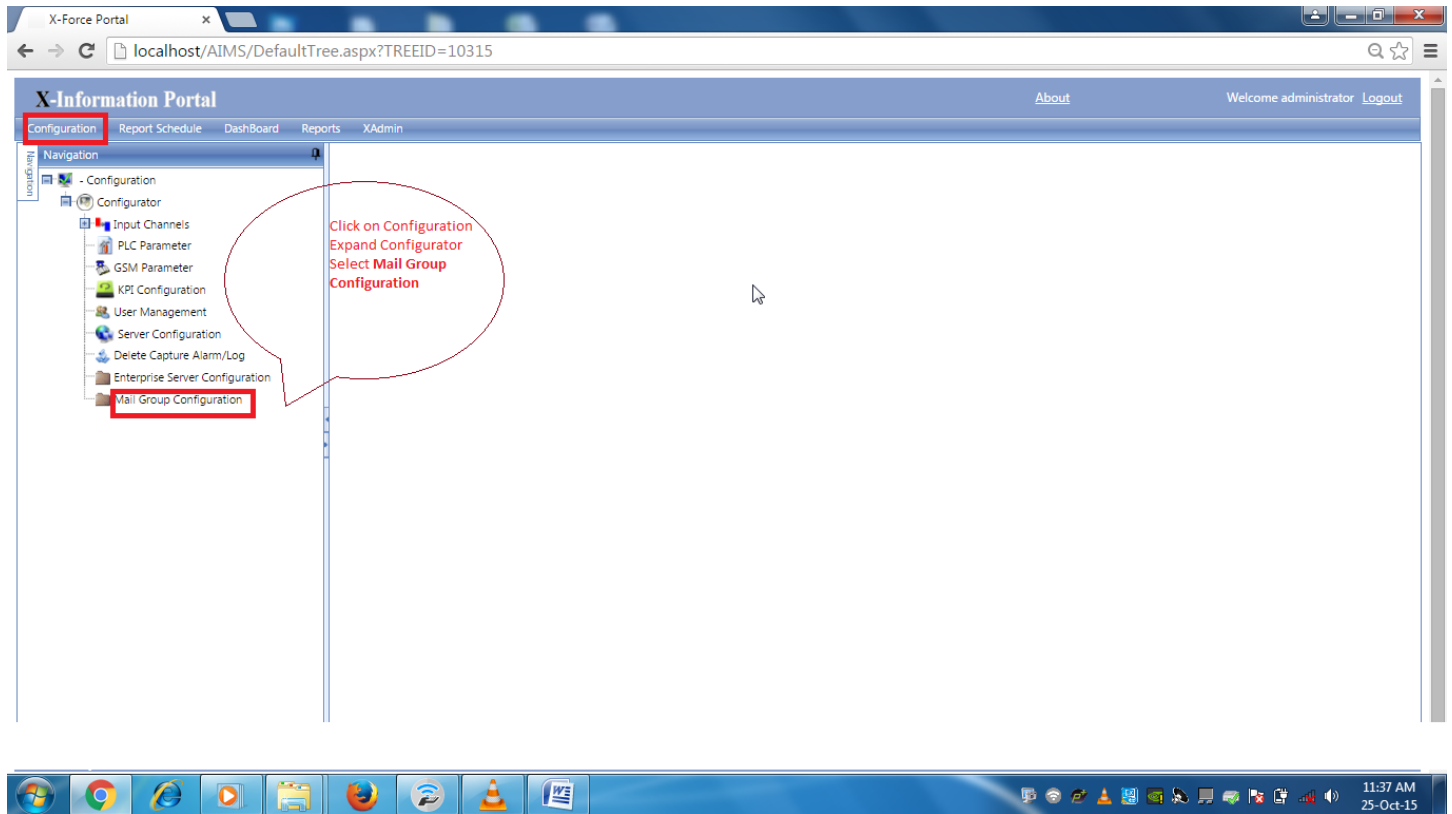 X-Force Portal
localhost/AIMS/DefaultTree.aspx?TREEID=10315
X-Information Portal
About
Welcome administrator Logout
Configuration Report Schedule DashBoard Reports XAdmin
Navigation
Navigation
- Configuration
Configurator
Input Channels
PLC Parameter
GSM Parameter
KPI Configuration
User Management
Server Configuration
Delete Capture Alarm/Log
Enterprise Server Configuration
Mail Group Configuration
Click on Configuration
Expand Configurator
Select Mail Group
Configuration
11:37 AM
25-Oct-15